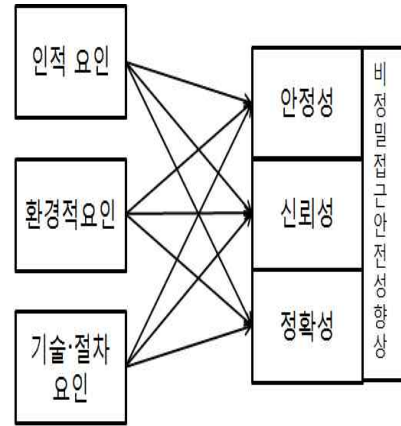 인적 요인
환경적요인
기술·절차
요인
안정성
신뢰성
정확성
비정밀접근안전성향상